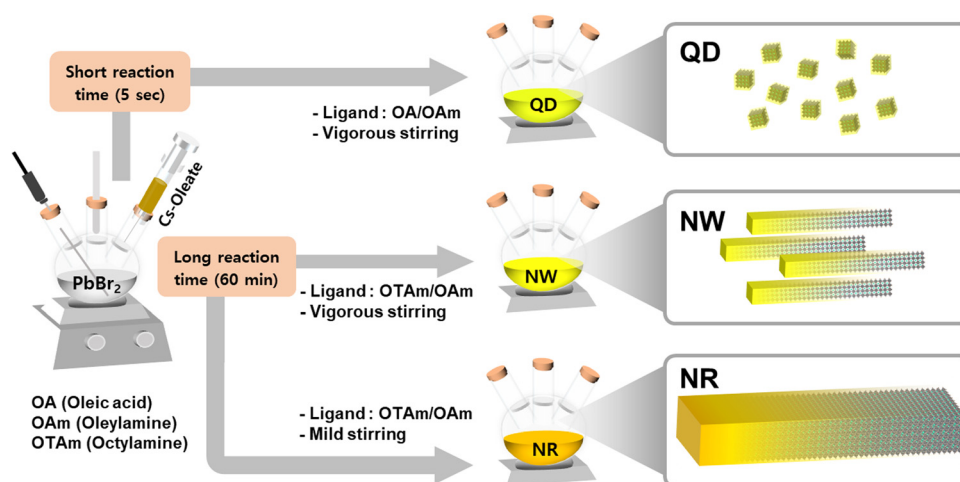 Short reaction
time (5 sec)
- Ligand : OA/OAm
- Vigorous stirring
QD
QD
Cs-Oleate
PbBr₂
Long reaction
time (60 min)
- Ligand : OTAm/OAm
- Vigorous stirring
NW
NW
OA (Oleic acid)
OAm (Oleylamine)
OTAm (Octylamine)
- Ligand : OTAm/OAm
- Mild stirring
NR
NR